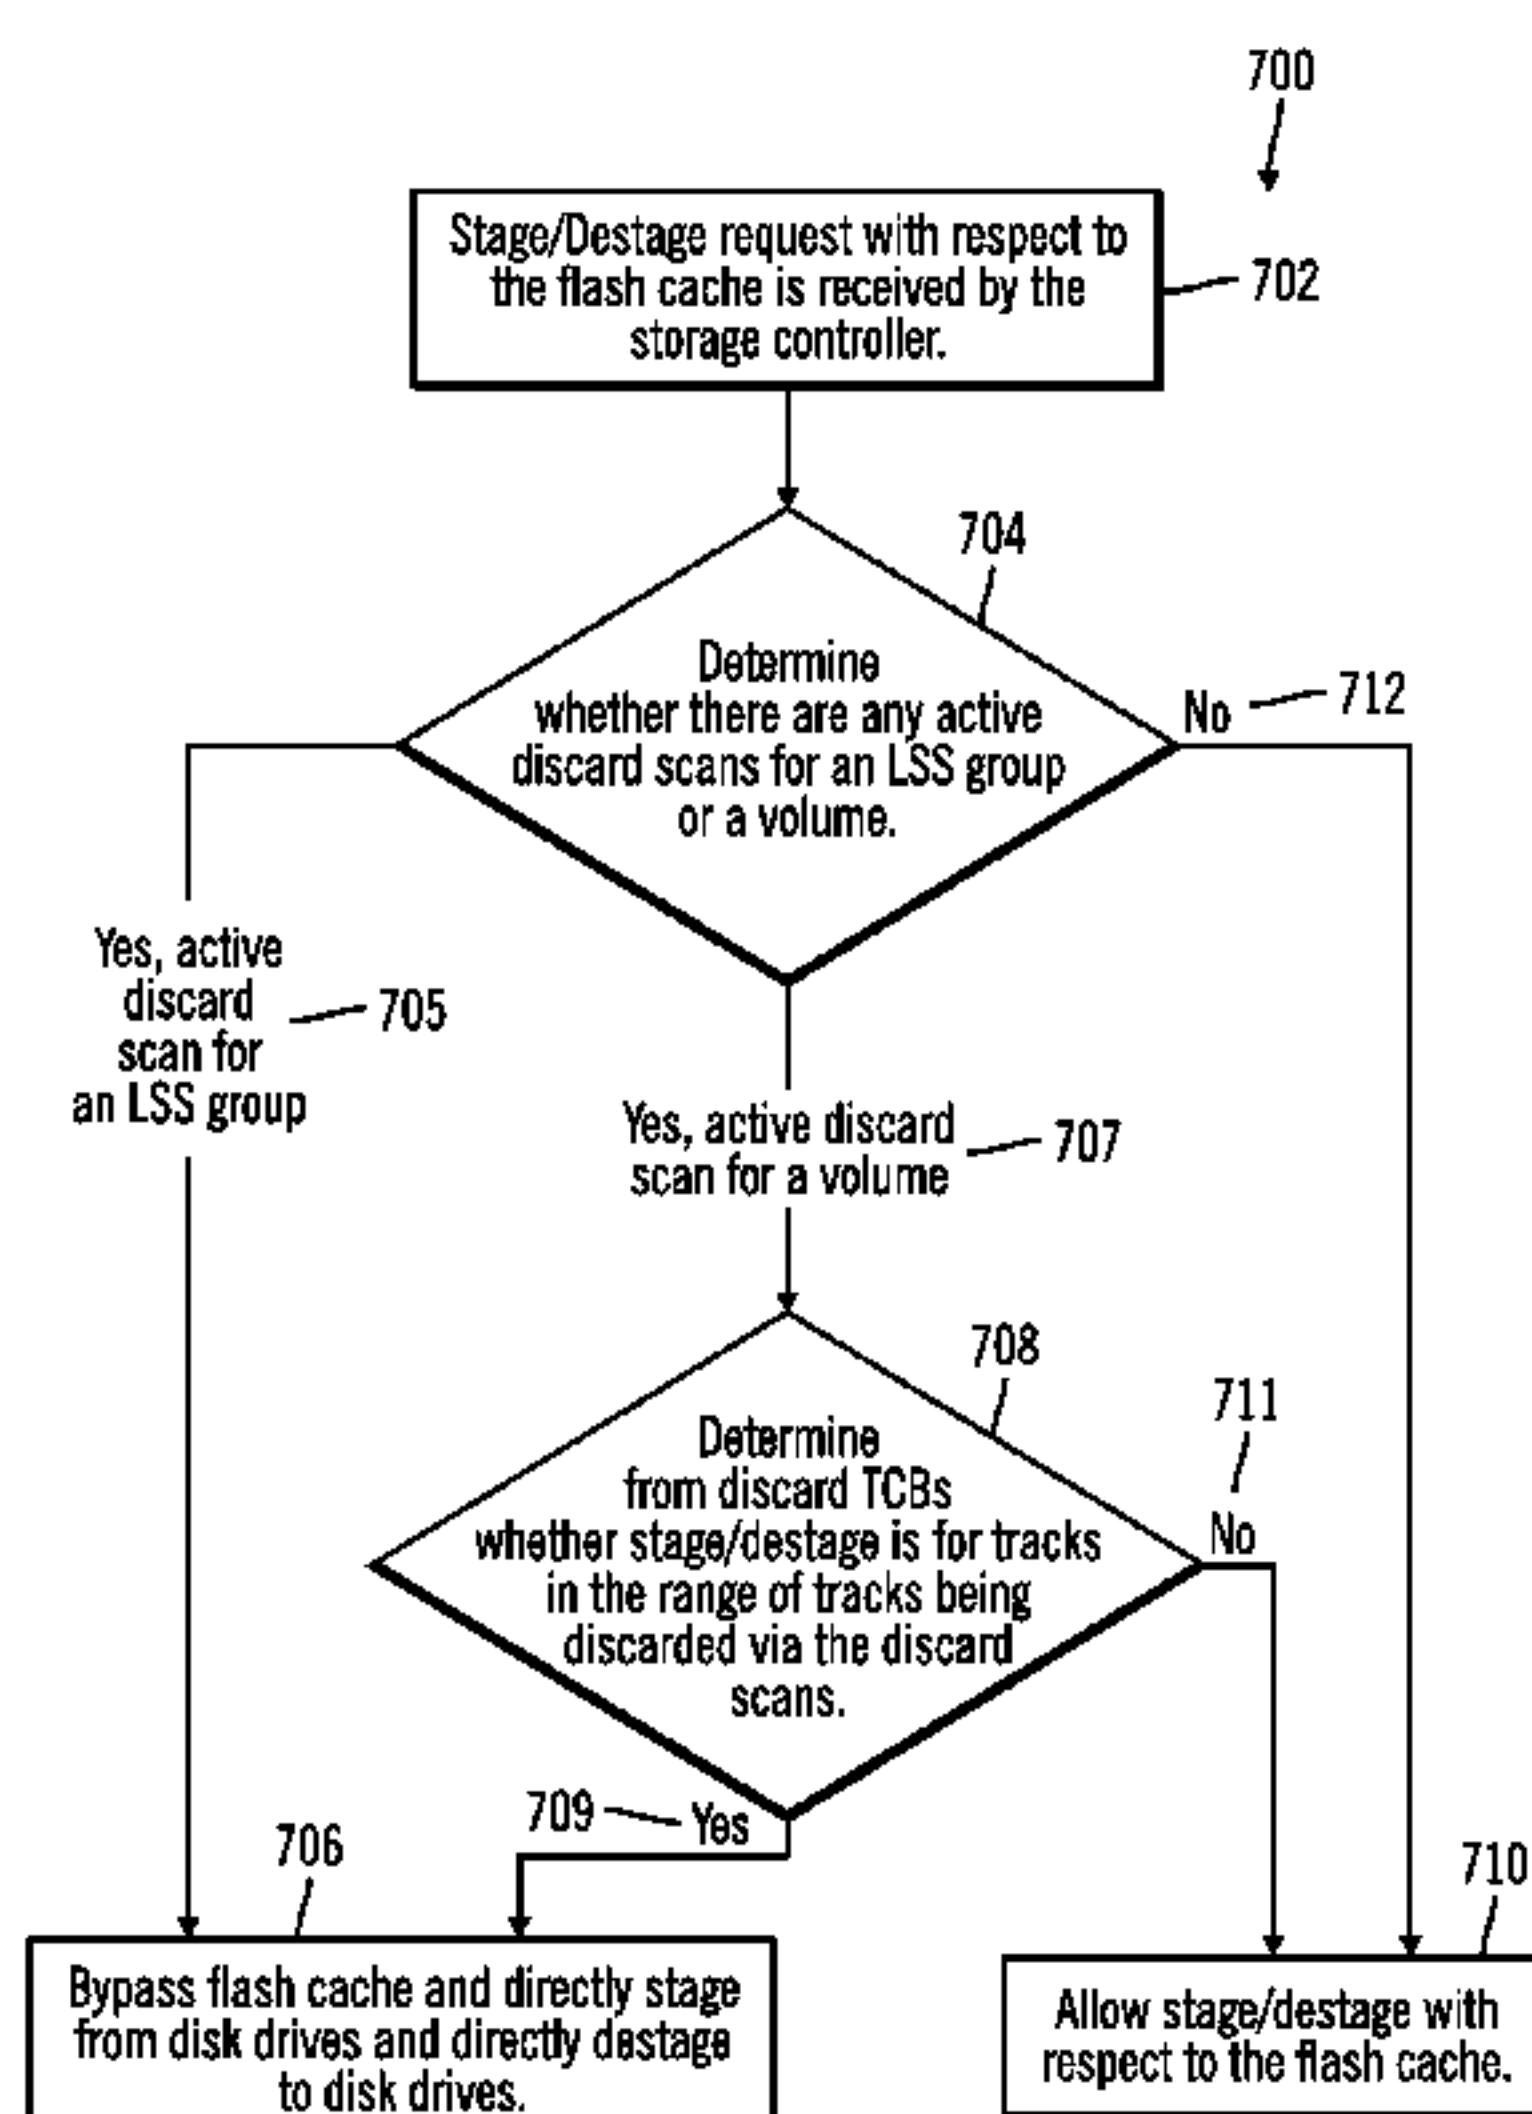 700
Stage/Destage request with respect to
the flash cache is received by the
storage controller.
702
704
Determine
whether there are any active
discard scans for an LSS group
or a volume.
No
712
Yes, active
discard
scan for
an LSS group
705
Yes, active discard
scan for a volume
707
708
711
Determine
from discard TCBs
whether stage/destage is for tracks
in the range of tracks being
discarded via the discard
scans.
No
709
Yes
706
710
Bypass flash cache and directly stage
from disk drives and directly destage
to disk drives.
Allow stage/destage with
respect to the flash cache.